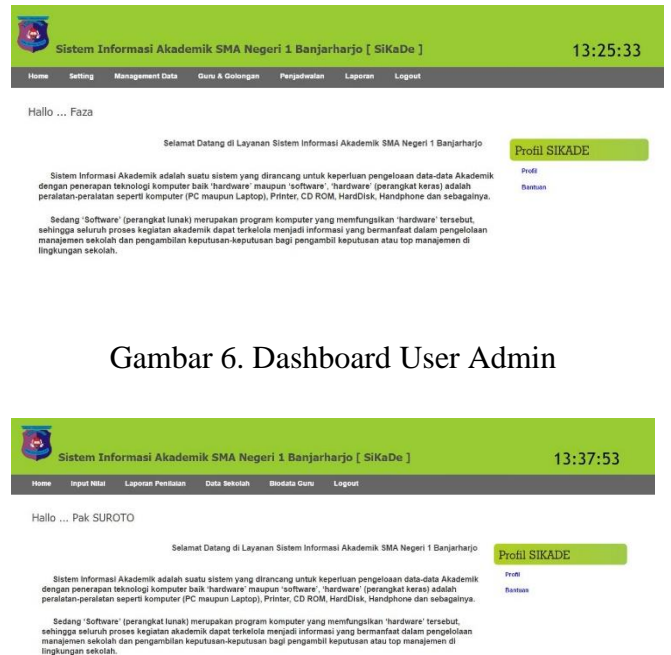 Sistem Informasi Akademik SMA Negeri 1 Banjarharjo [ SiKaDe ]
13:25:33
Home Setting Management Data Guru & Golongan Penjadwalan Laporan Logout
Hallo ... Faza
Selamat Datang di Layanan Sistem Informasi Akademik SMA Negeri 1 Banjarharjo
Profil SIKADE
Profil
Bantuan
Sistem Informasi Akademik adalah suatu sistem yang dirancang untuk keperluan pengeloaan data-data Akademik
dengan penerapan teknologi komputer baik 'hardware' maupun 'software', 'hardware' (perangkat keras) adalah
peralatan-peralatan seperti komputer (PC maupun Laptop), Printer, CD ROM, HardDisk, Handphone dan sebagainya.
Sedang 'Software' (perangkat lunak) merupakan program komputer yang memfungsikan 'hardware' tersebut,
sehingga seluruh proses kegiatan akademik dapat terkelola menjadi informasi yang bermanfaat dalam pengelolaan
manajemen sekolah dan pengambilan keputusan-keputusan bagi pengambil keputusan atau top manajemen di
lingkungan sekolah.
Gambar 6. Dashboard User Admin
Sistem Informasi Akademik SMA Negeri 1 Banjarharjo [ SiKaDe ]
13:37:53
Home Input Nilai Laporan Penilaian Data Sekolah Biodata Guru Logout
Hallo ... Pak SUROTO
Selamat Datang di Layanan Sistem Informasi Akademik SMA Negeri 1 Banjarharjo
Profil SIKADE
Profil
Bantuan
Sistem Informasi Akademik adalah suatu sistem yang dirancang untuk keperluan pengeloaan data-data Akademik
dengan penerapan teknologi komputer baik 'hardware' maupun 'software', 'hardware' (perangkat keras) adalah
peralatan-peralatan seperti komputer (PC maupun Laptop), Printer, CD ROM, HardDisk, Handphone dan sebagainya.
Sedang 'Software' (perangkat lunak) merupakan program komputer yang memfungsikan 'hardware' tersebut,
sehingga seluruh proses kegiatan akademik dapat terkelola menjadi informasi yang bermanfaat dalam pengelolaan
manajemen sekolah dan pengambilan keputusan-keputusan bagi pengambil keputusan atau top manajemen di
lingkungan sekolah.